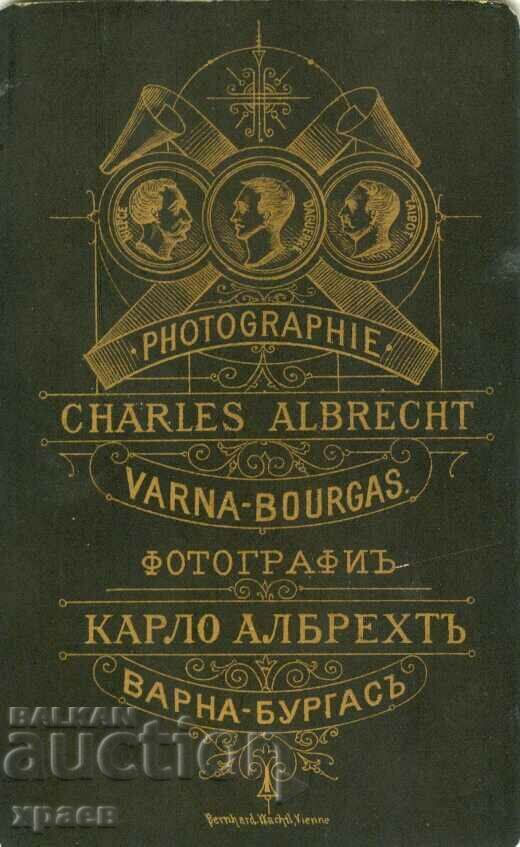 NIEPCE
DAGUERRE
TALBOT
PHOTOGRAPHIE
CHARLES ALBRECHT
VARNA-BOURGAS.
ФОТОГРАФИЪ
КАРЛО АЛБРЕХТЪ
ВАРНА-БУРГАСЪ
BALKAN
auction
храев
Bernhard Wachtl, Vienne